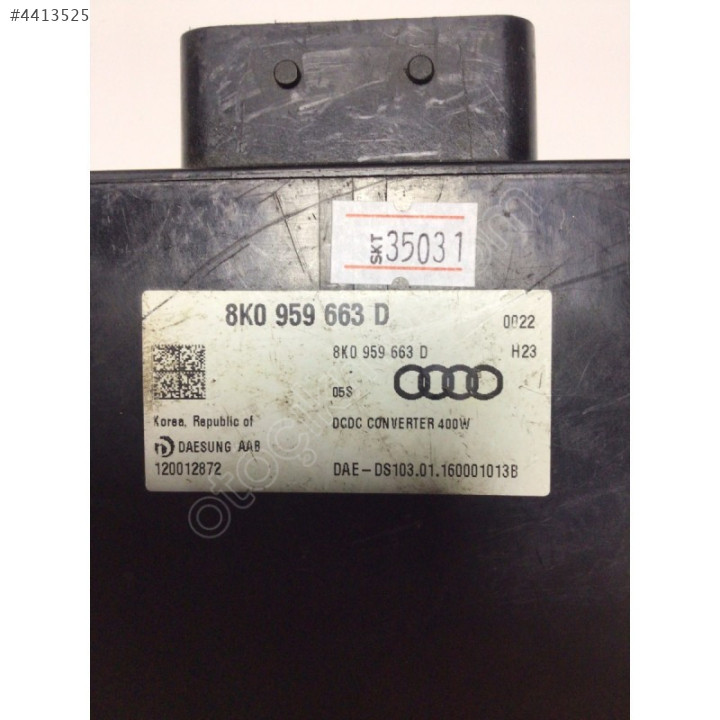 #4413525
SKT 35031
8K0 959 663 D
0022
8K0 959 663 D
H23
05S
Korea, Republic of
DCDC CONVERTER 400W
DAESUNG AAB
120012872
DAE-DS103.01.160001013B